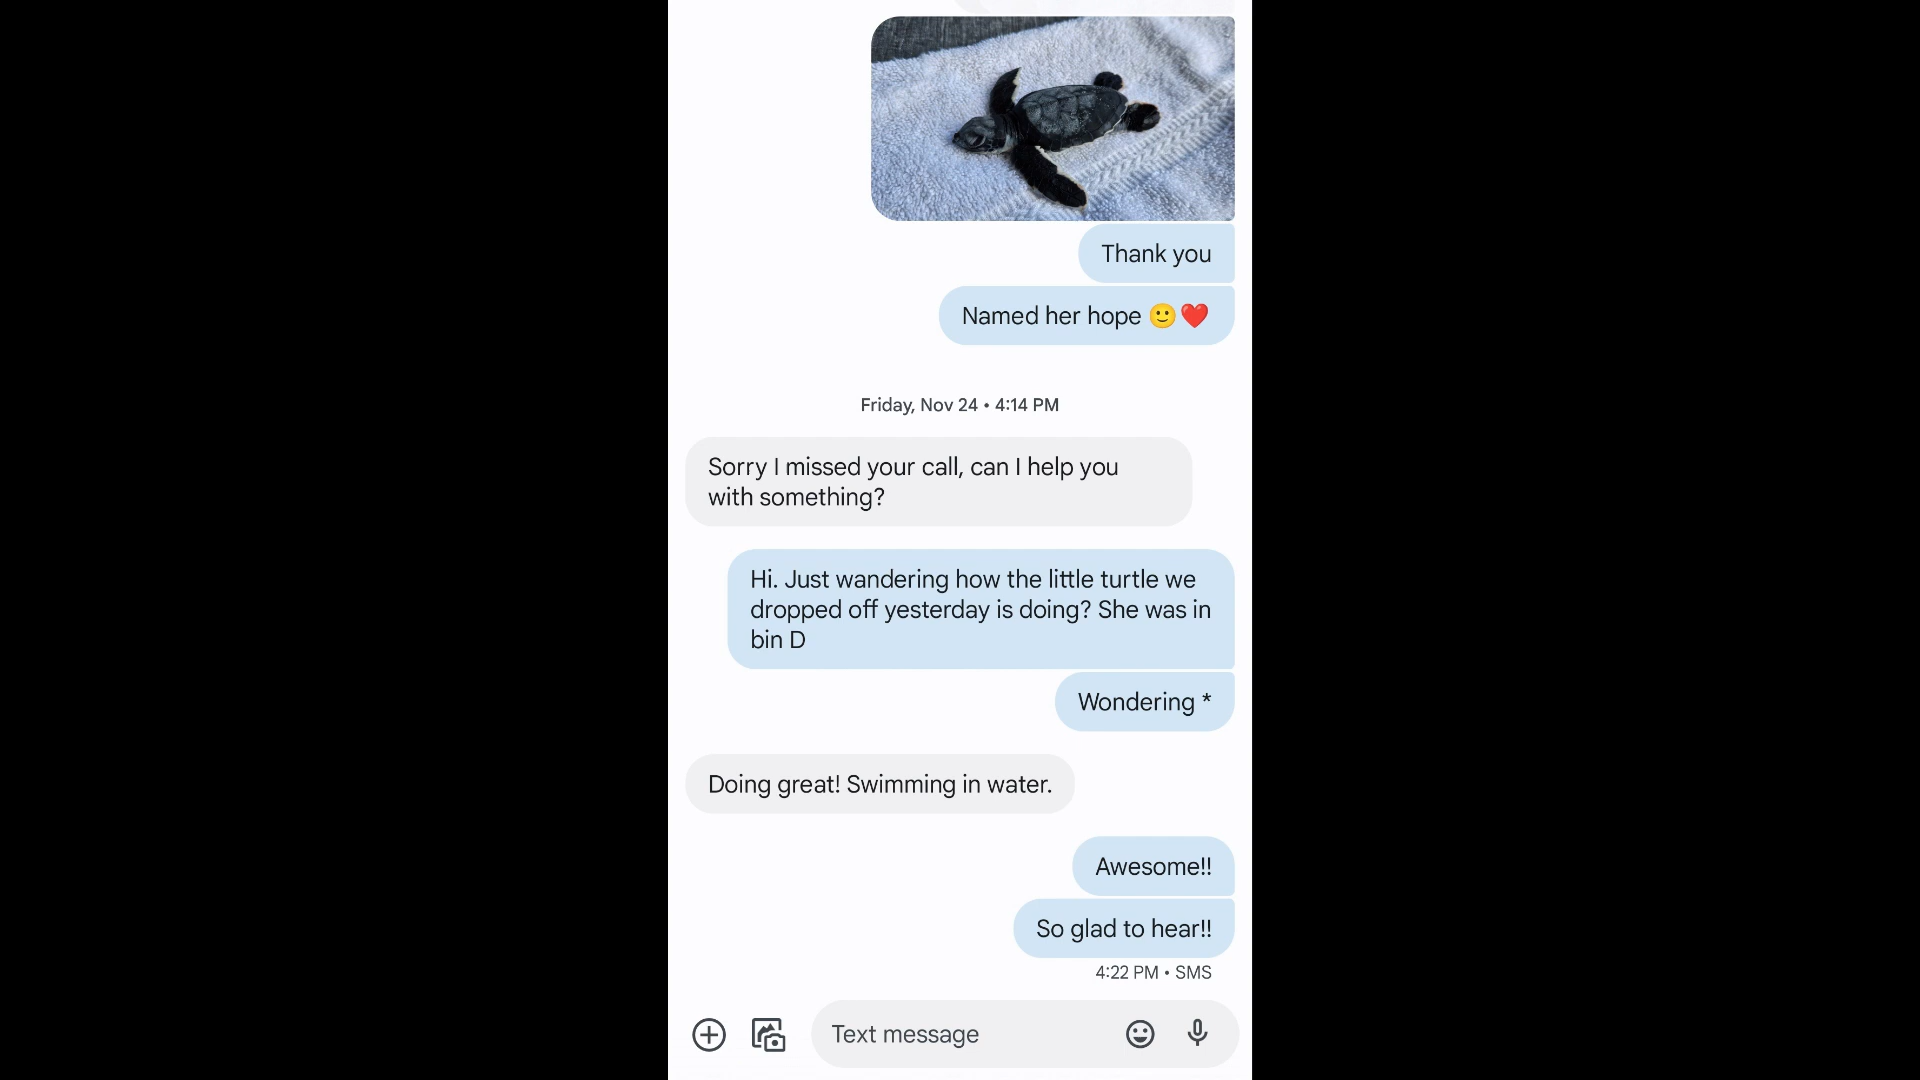 Thank you
Named her hope 🙂❤️
Friday, Nov 24 • 4:14 PM
Sorry I missed your call, can I help you
with something?
Hi. Just wandering how the little turtle we
dropped off yesterday is doing? She was in
bin D
Wondering *
Doing great! Swimming in water.
Awesome!!
So glad to hear!!
4:22 PM • SMS
Text message